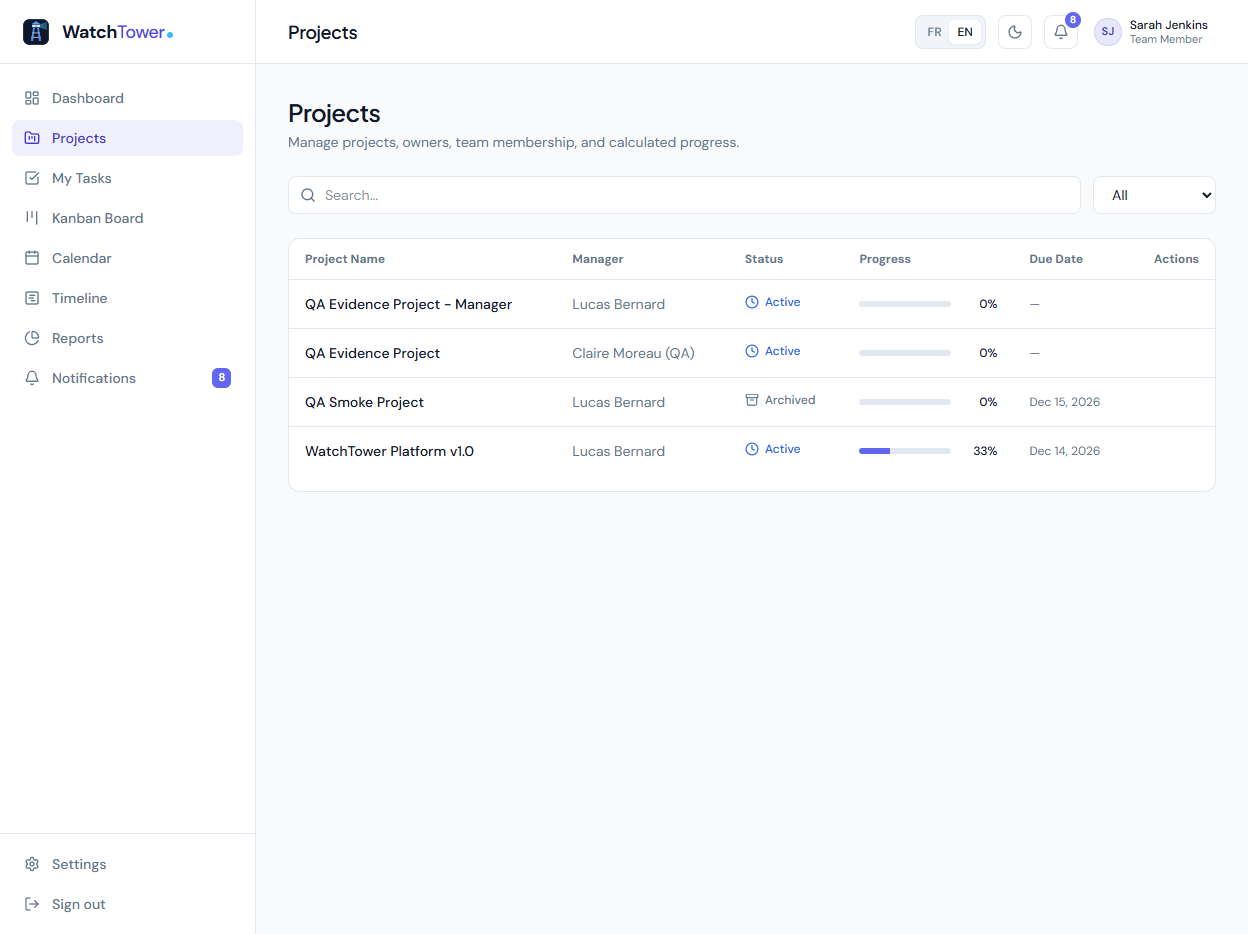 WatchTower
Projects
FR EN
8
SJ
Sarah Jenkins
Team Member
Dashboard
Projects
My Tasks
Kanban Board
Calendar
Timeline
Reports
Notifications 8
Settings
Sign out
Projects
Manage projects, owners, team membership, and calculated progress.
Search...
All
Project Name Manager Status Progress Due Date Actions
QA Evidence Project - Manager Lucas Bernard Active 0% —
QA Evidence Project Claire Moreau (QA) Active 0% —
QA Smoke Project Lucas Bernard Archived 0% Dec 15, 2026
WatchTower Platform v1.0 Lucas Bernard Active 33% Dec 14, 2026